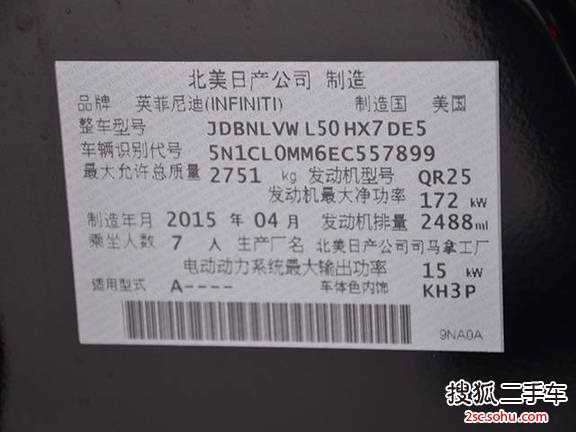 北美日产公司 制造
品牌 英菲尼迪(INFINITI) 制造国 美国
整车型号 JDBNLVW L50 HX7 DE5
车辆识别代号 5N1CL0MM6EC557899
最大允许总质量 2751 kg 发动机型号 QR25
发动机最大净功率 172 kW
制造年月 2015 年 04 月 发动机排量 2488 ml
乘坐人数 7 人 生产厂名 北美日产公司司马拿工厂
电动动力系统最大输出功率 15 kW
适用型式 A---- 车体色内饰 KH3P
9NA0A
搜狐二手车
2sc.sohu.com